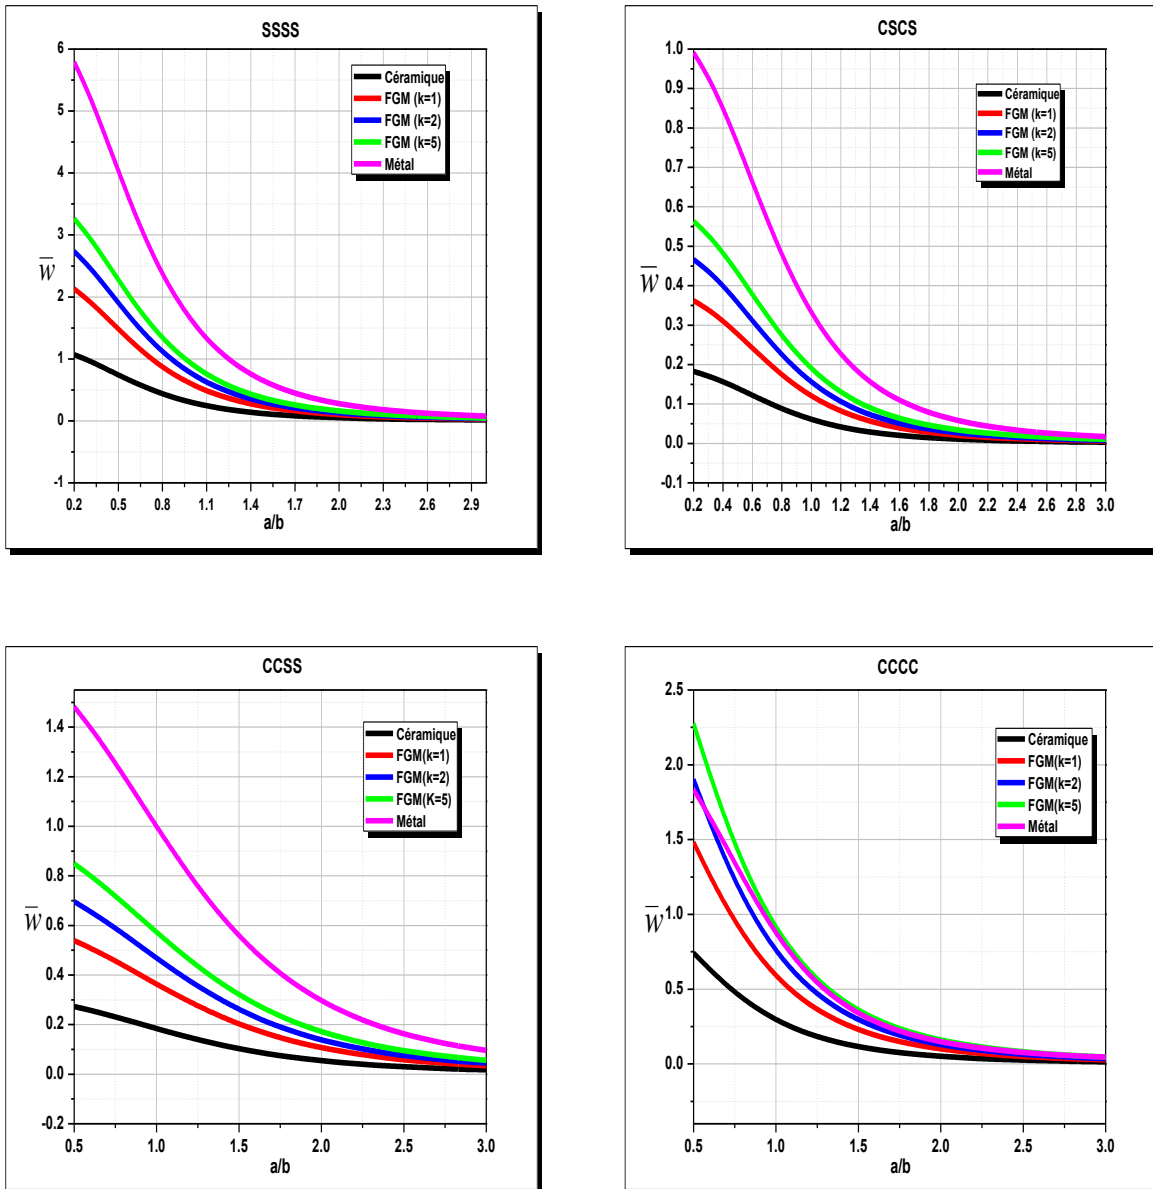 SSSS
6
5
4
3
2
1
0
-1
w̅
Céramique
FGM (k=1)
FGM (k=2)
FGM (k=5)
Métal
0.2 0.5 0.8 1.1 1.4 1.7 2.0 2.3 2.6 2.9
a/b
CSCS
1.0
0.9
0.8
0.7
0.6
0.5
0.4
0.3
0.2
0.1
0.0
-0.1
w̅
Céramique
FGM (k=1)
FGM (k=2)
FGM (k=5)
Métal
0.2 0.4 0.6 0.8 1.0 1.2 1.4 1.6 1.8 2.0 2.2 2.4 2.6 2.8 3.0
a/b
CCSS
1.4
1.2
1.0
0.8
0.6
0.4
0.2
0.0
-0.2
w̅
Céramique
FGM(k=1)
FGM(k=2)
FGM(K=5)
Métal
0.5 1.0 1.5 2.0 2.5 3.0
a/b
CCCC
2.5
2.0
1.5
1.0
0.5
0.0
w̅
Céramique
FGM(k=1)
FGM(k=2)
FGM(k=5)
Métal
0.5 1.0 1.5 2.0 2.5 3.0
a/b